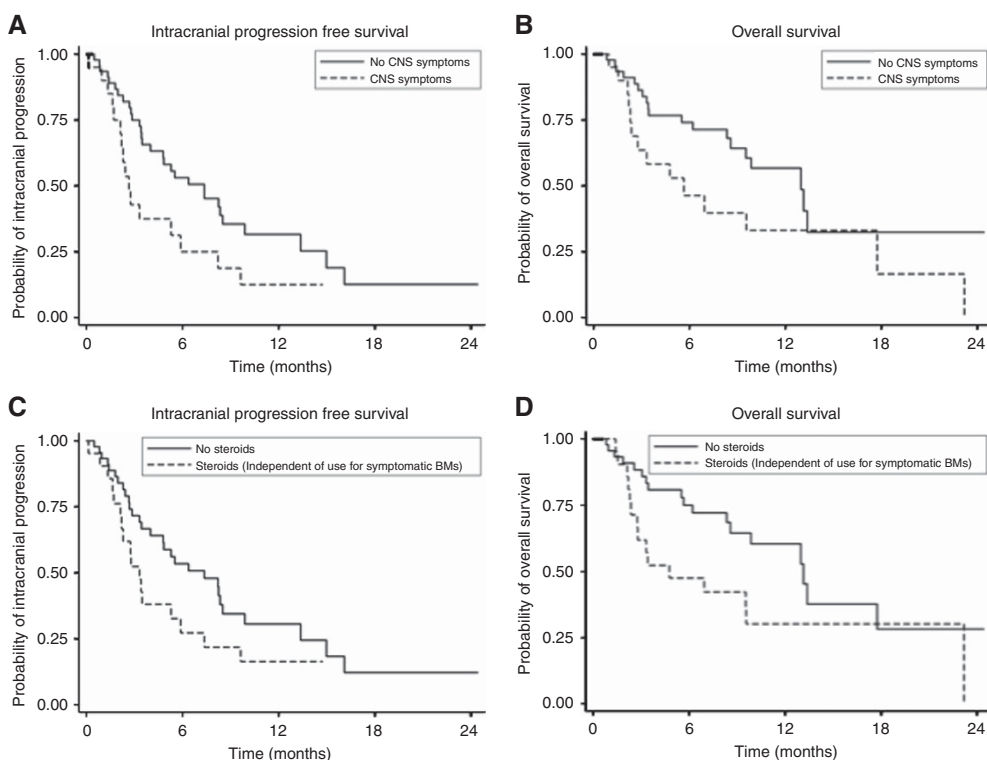 A
Intracranial progression free survival
No CNS symptoms
CNS symptoms
Probability of intracranial progression
1.00
0.75
0.50
0.25
0.00
0 6 12 18 24
Time (months)
B
Overall survival
No CNS symptoms
CNS symptoms
Probability of overall survival
1.00
0.75
0.50
0.25
0.00
0 6 12 18 24
Time (months)
C
Intracranial progression free survival
No steroids
Steroids (Independent of use for symptomatic BMs)
Probability of intracranial progression
1.00
0.75
0.50
0.25
0.00
0 6 12 18 24
Time (months)
D
Overall survival
No steroids
Steroids (Independent of use for symptomatic BMs)
Probability of overall survival
1.00
0.75
0.50
0.25
0.00
0 6 12 18 24
Time (months)